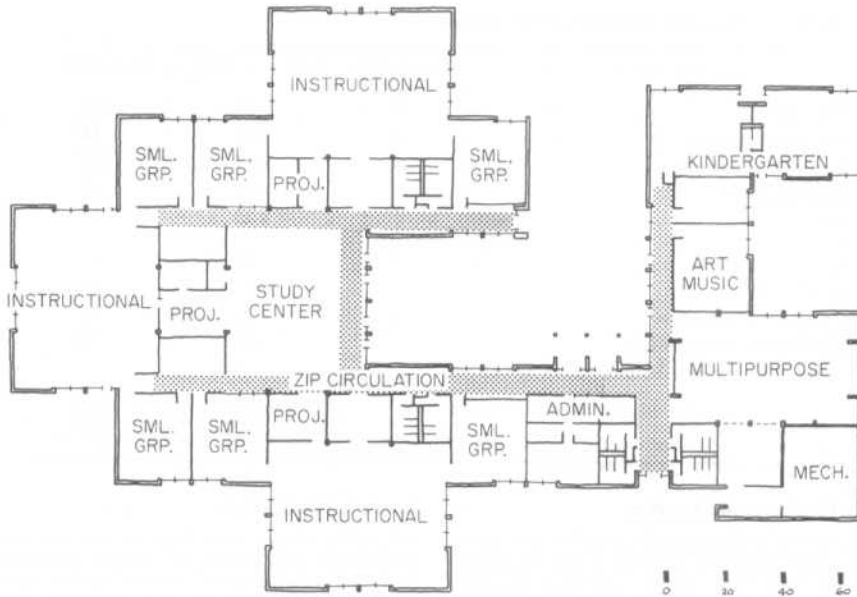 INSTRUCTIONAL
SML.
GRP.
SML.
GRP.
PROJ.
SML.
GRP.
KINDERGARTEN
ART
MUSIC
INSTRUCTIONAL
PROJ.
STUDY
CENTER
MULTIPURPOSE
ZIP CIRCULATION
SML.
GRP.
SML.
GRP.
PROJ.
SML.
GRP.
ADMIN.
MECH.
INSTRUCTIONAL
0 20 40 60